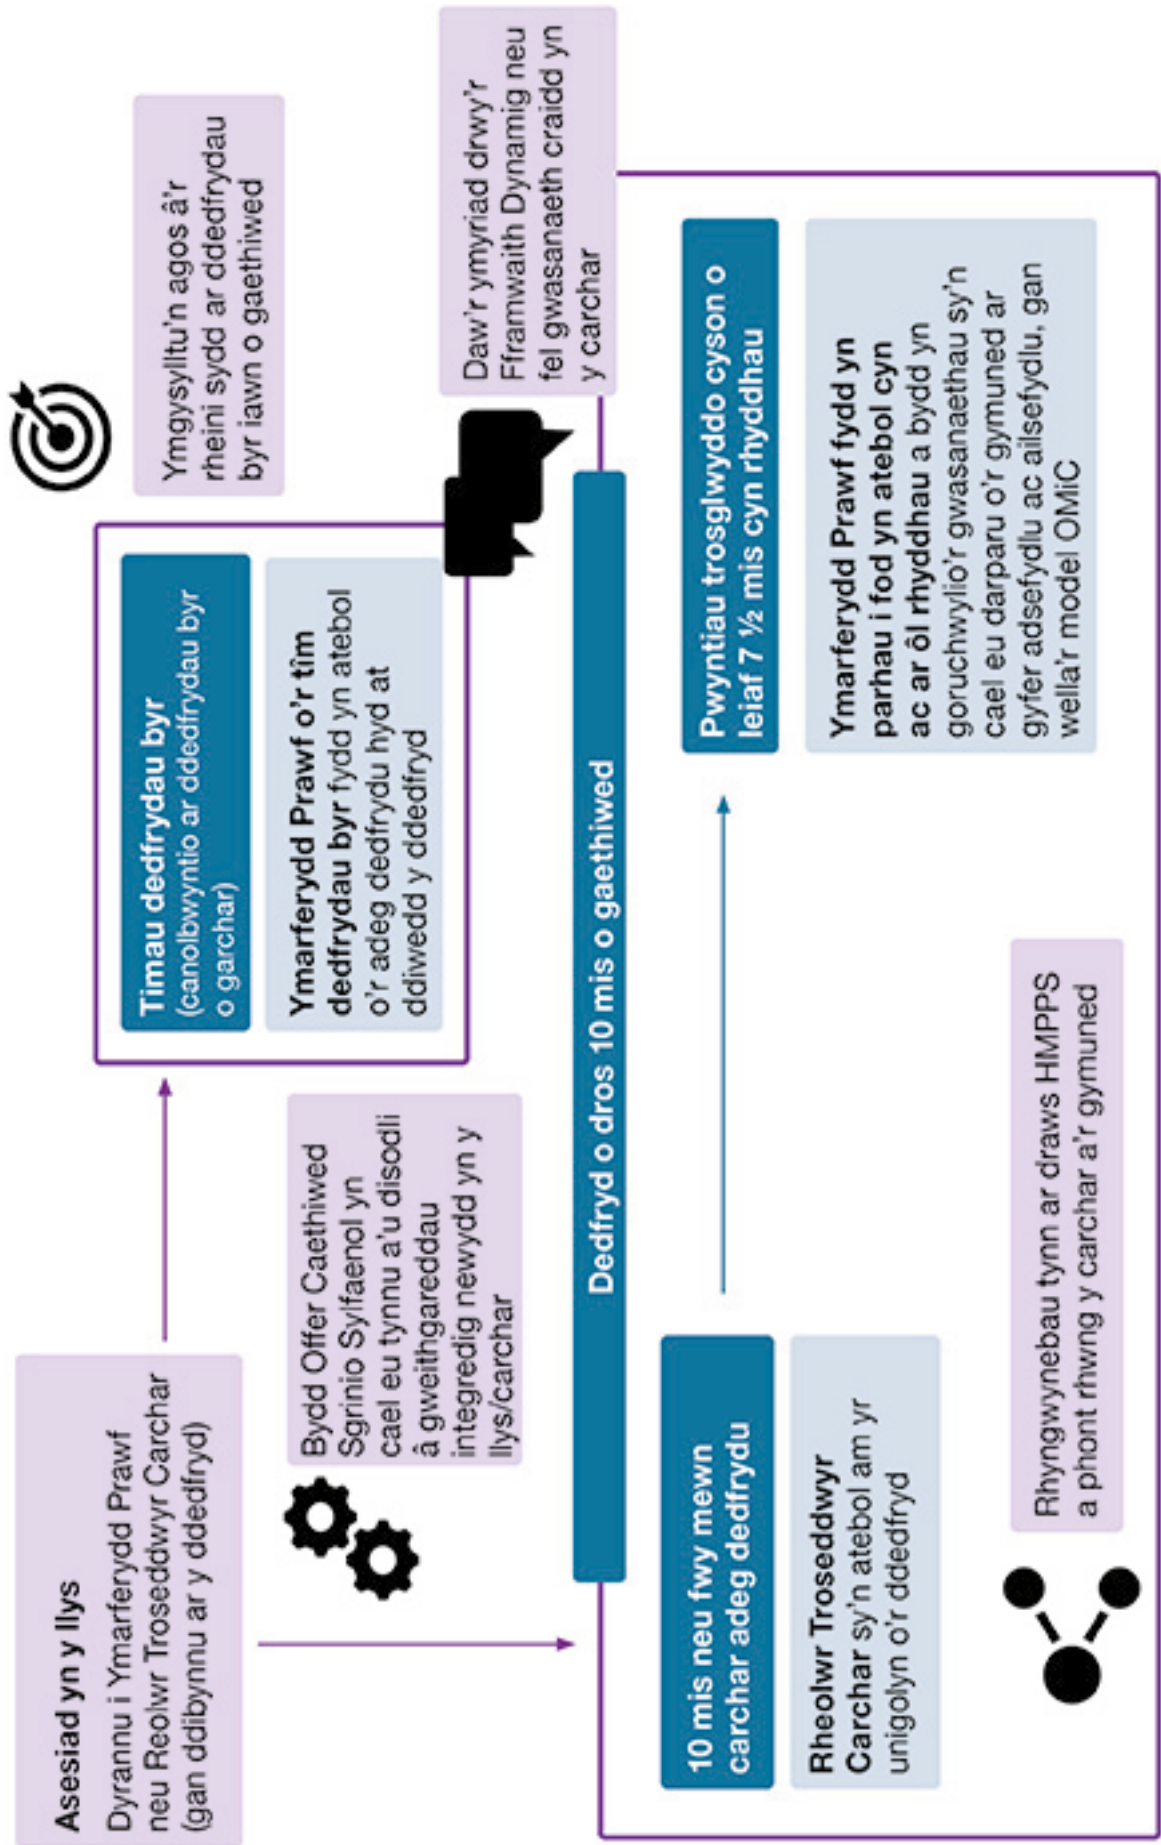 Asesiad yn y llys
Dyrannu i Ymarferydd Prawf
neu Reolwr Troseddwyr Carchar
(gan ddibynnu ar y ddedfryd)
Timau dedfrydau byr
(canolbwyntio ar ddedfrydau byr
o garchar)
Ymarferydd Prawf o'r tîm
dedfrydau byr fydd yn atebol
o'r adeg dedfrydu hyd at
ddiwedd y ddedfryd
Ymgysylltu'n agos â'r
rheini sydd ar ddedfrydau
byr iawn o gaethiwed
Bydd Offer Caethiwed
Sgrinio Sylfaenol yn
cael eu tynnu a'u disodli
â gweithgareddau
integredig newydd yn y
llys/carchar
Daw'r ymyriad drwy'r
Fframwaith Dynamig neu
fel gwasanaeth craidd yn
y carchar
Dedfryd o dros 10 mis o gaethiwed
10 mis neu fwy mewn
carchar adeg dedfrydu
Rheolwr Troseddwyr
Carchar sy'n atebol am yr
unigolyn o'r ddedfryd
Pwyntiau trosglwyddo cyson o
leiaf 7 ½ mis cyn rhyddhau
Ymarferydd Prawf fydd yn
parhau i fod yn atebol cyn
ac ar ôl rhyddhau a bydd yn
goruchwylio'r gwasanaethau sy'n
cael eu darparu o'r gymuned ar
gyfer adsefydlu ac ailsefydlu, gan
wella'r model OMiC
Rhyngwynebau tynn ar draws HMPPS
a phont rhwng y carchar a'r gymuned